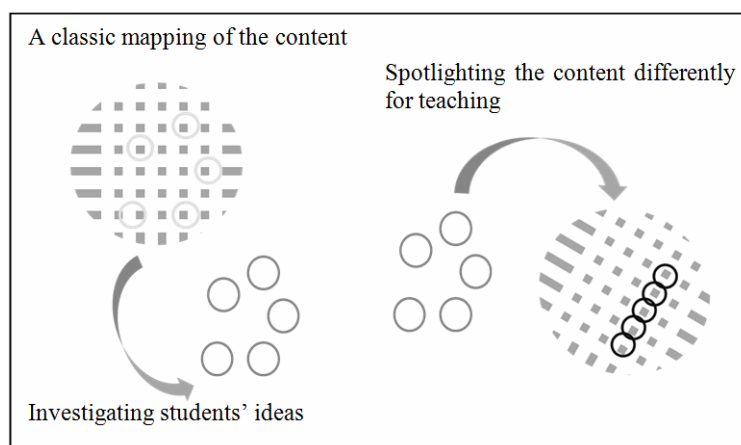 A classic mapping of the content
Spotlighting the content differently
for teaching
Investigating students’ ideas